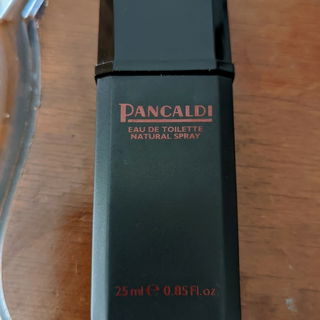 PANCALDI
EAU DE TOILETTE
NATURAL SPRAY
25 ml ℮ 0.85 Fl.oz